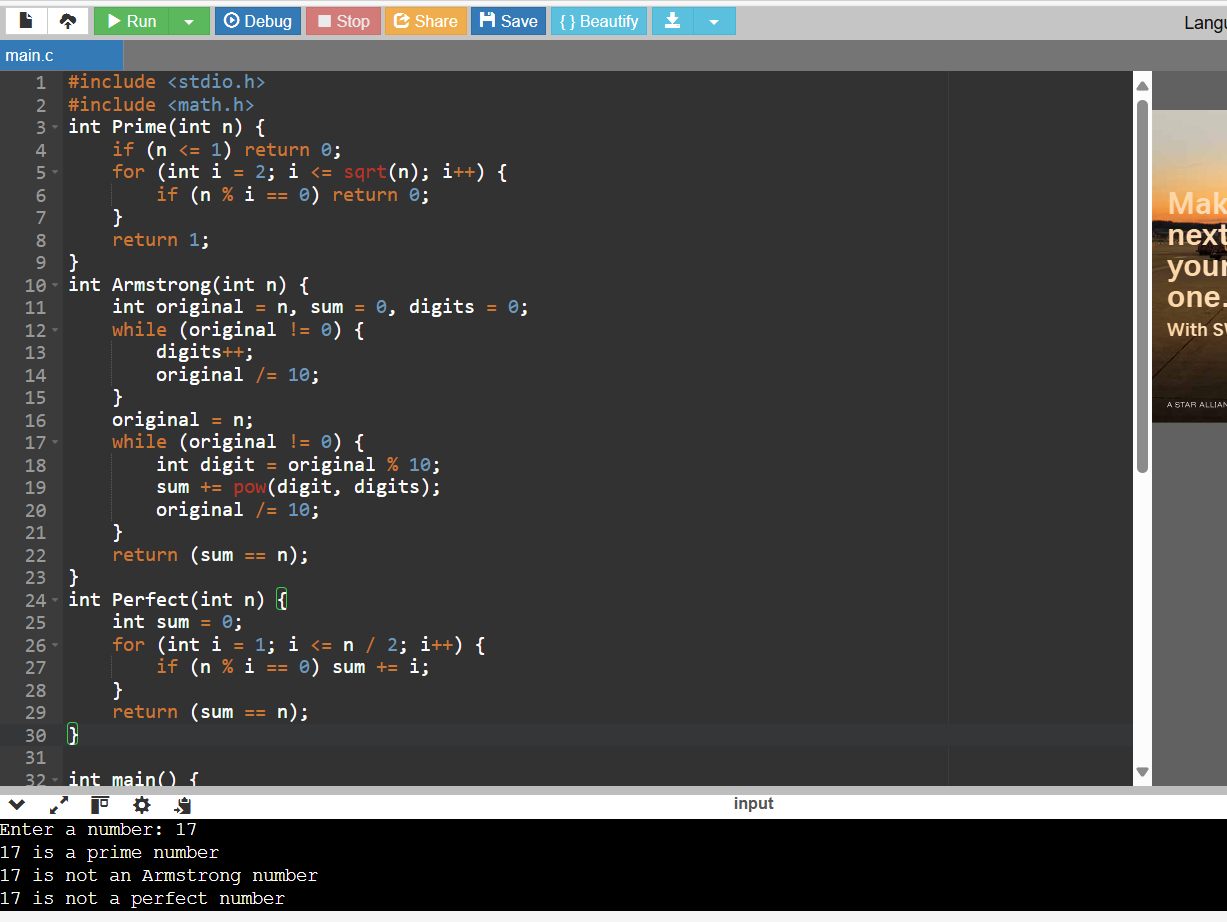 Run Debug Stop Share Save { } Beautify
main.c
1 #include <stdio.h>
2 #include <math.h>
3 int Prime(int n) {
4     if (n <= 1) return 0;
5     for (int i = 2; i <= sqrt(n); i++) {
6         if (n % i == 0) return 0;
7     }
8     return 1;
9 }
10 int Armstrong(int n) {
11     int original = n, sum = 0, digits = 0;
12     while (original != 0) {
13         digits++;
14         original /= 10;
15     }
16     original = n;
17     while (original != 0) {
18         int digit = original % 10;
19         sum += pow(digit, digits);
20         original /= 10;
21     }
22     return (sum == n);
23 }
24 int Perfect(int n) {
25     int sum = 0;
26     for (int i = 1; i <= n / 2; i++) {
27         if (n % i == 0) sum += i;
28     }
29     return (sum == n);
30 }
31
32 int main() {
next
your
one.
With
A STAR
input
Enter a number: 17
17 is a prime number
17 is not an Armstrong number
17 is not a perfect number